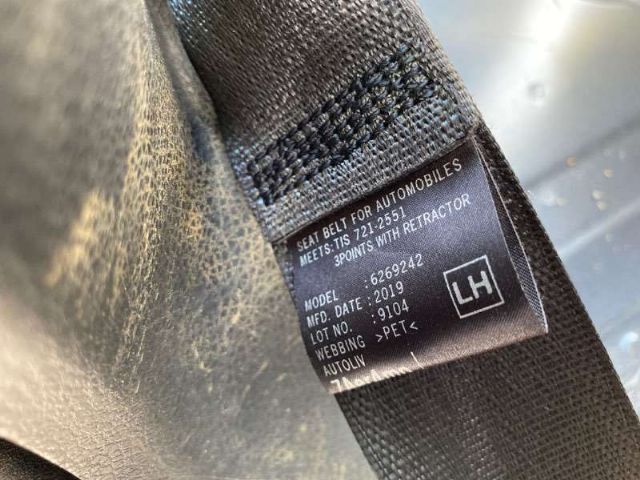 SEAT BELT FOR AUTOMOBILES
MEETS:TIS 721-2551
3POINTS WITH RETRACTOR
MODEL :6269242
MFD. DATE :2019
LOT NO. :9104
WEBBING >PET<
AUTOLIV
LH